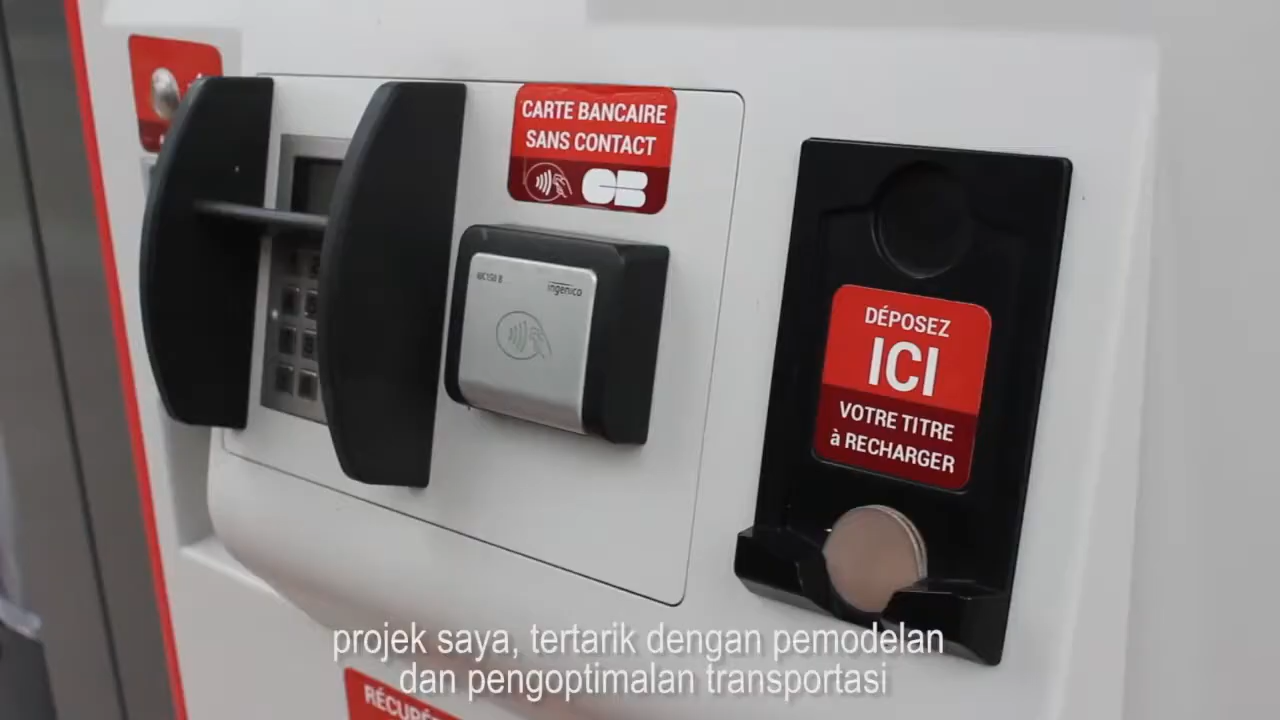 CARTE BANCAIRE
SANS CONTACT
CB
ingenico
DÉPOSEZ
ICI
VOTRE TITRE
à RECHARGER
projek saya, tertarik dengan pemodelan
dan pengoptimalan transportasi